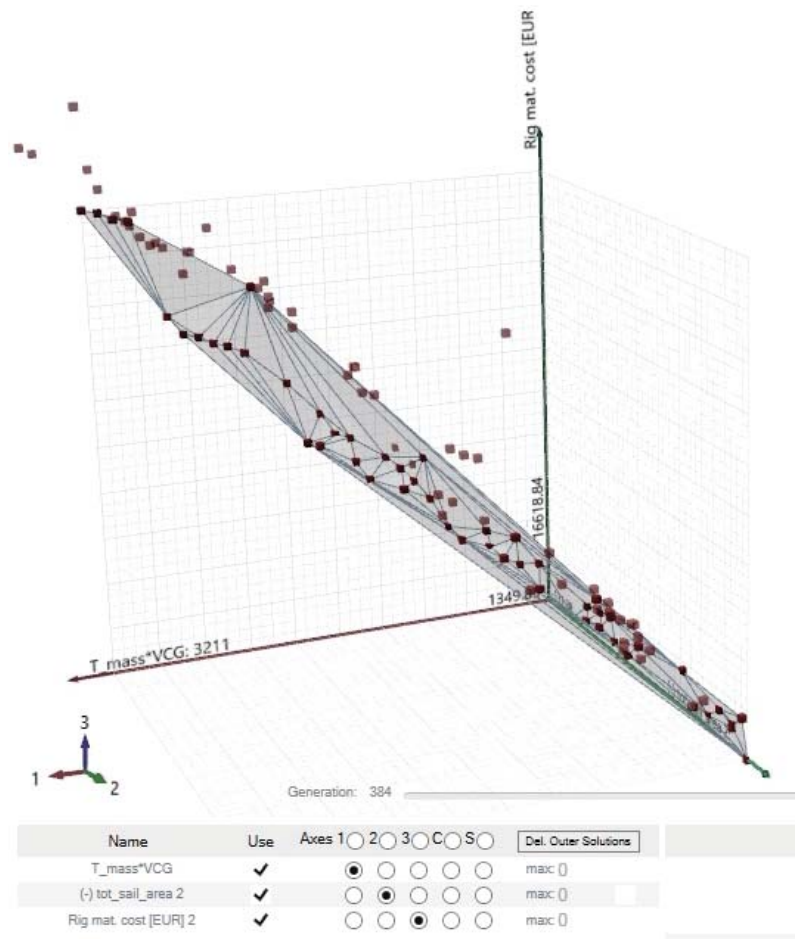 Rig mat. cost [EUR
16618.84
1349.
T_mass*VCG: 3211
3
1
2
Generation: 384
Name Use Axes 1 2 3 C S Del. Outer Solutions
T_mass*VCG max: ()
(-) tot_sail_area 2 max: ()
Rig mat. cost [EUR] 2 max: ()